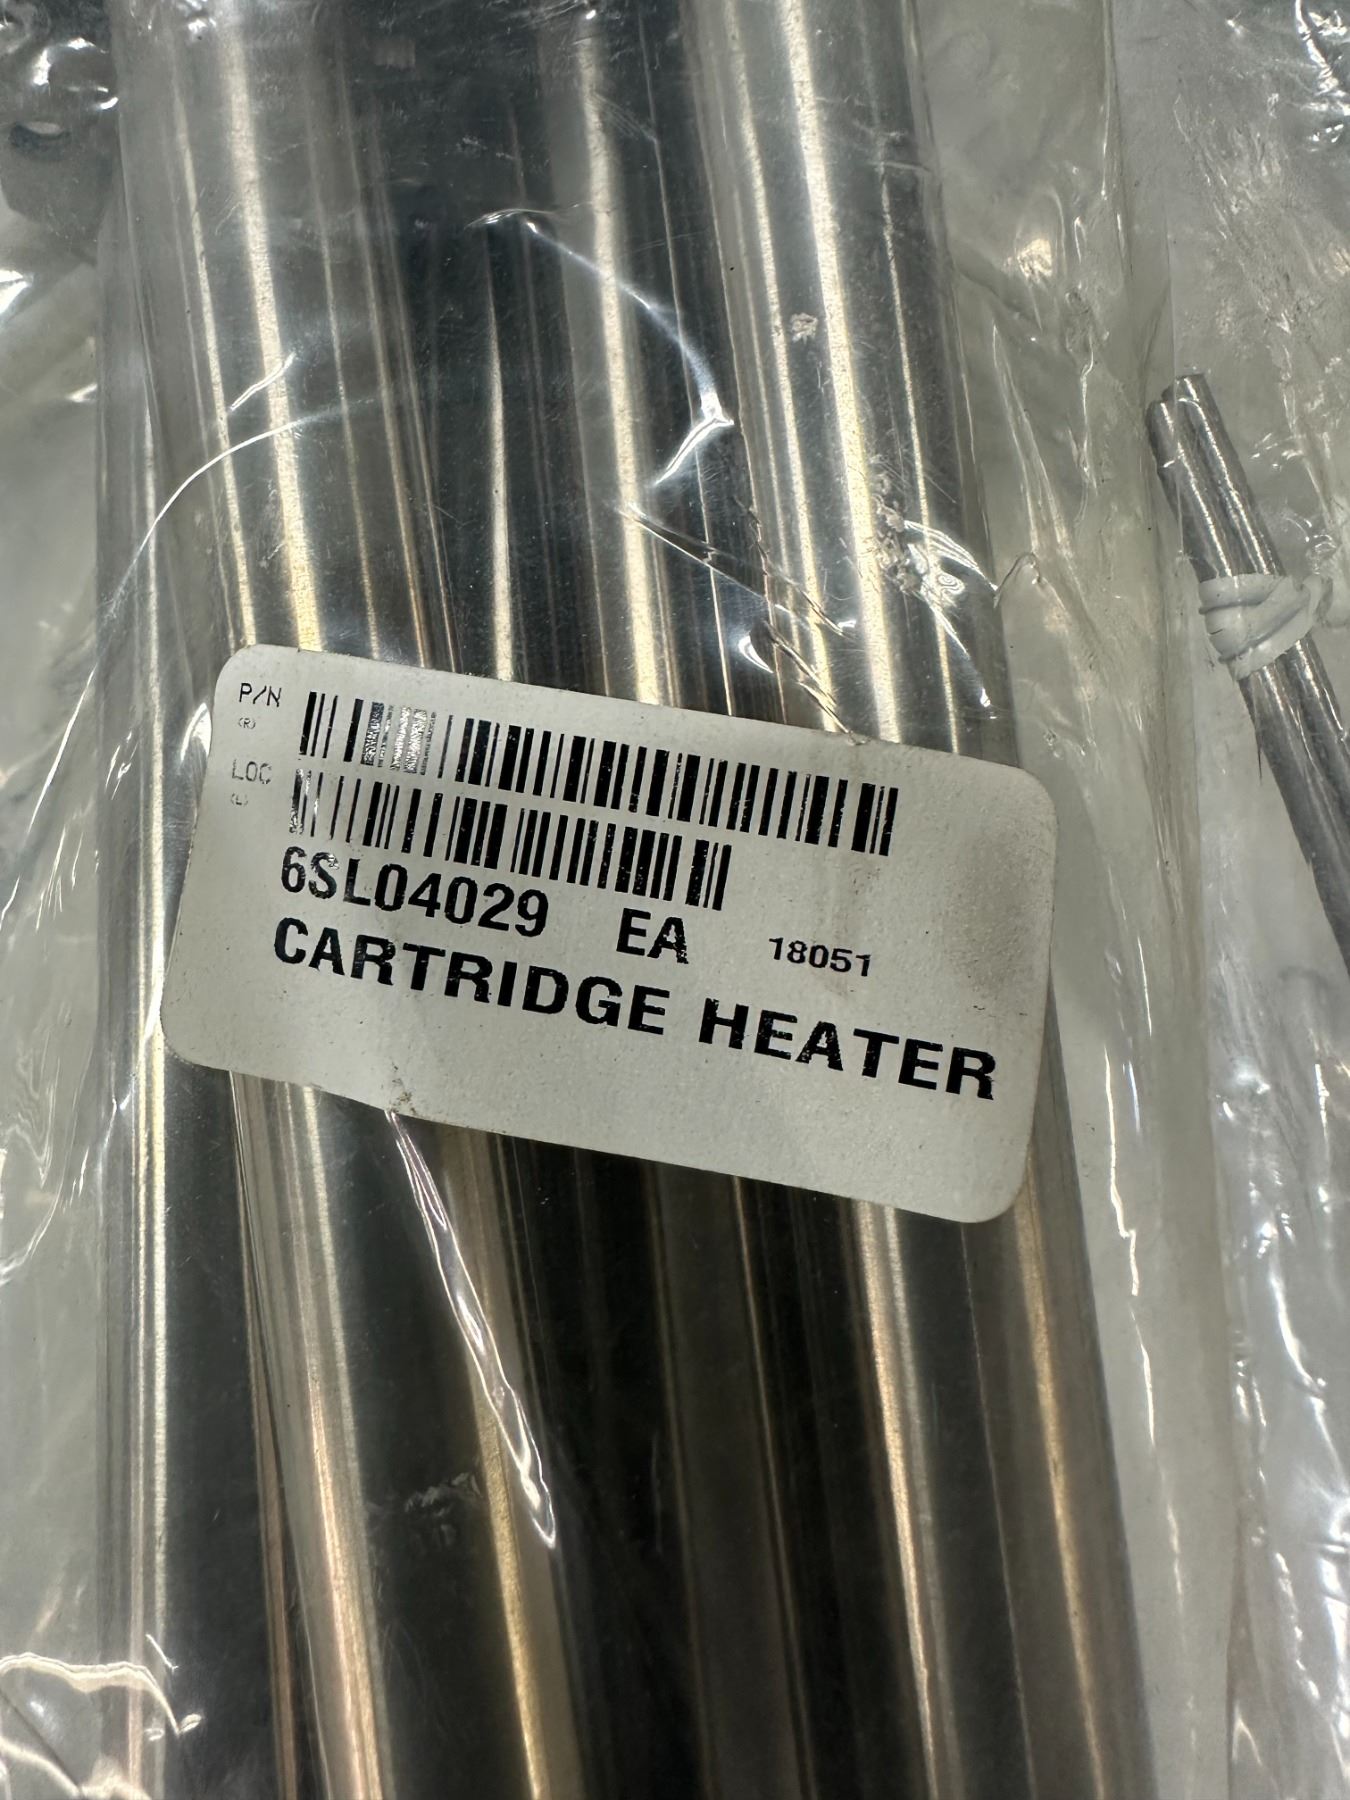 P/N
(R)
LOC
(L)
6SL04029 EA 18051
CARTRIDGE HEATER